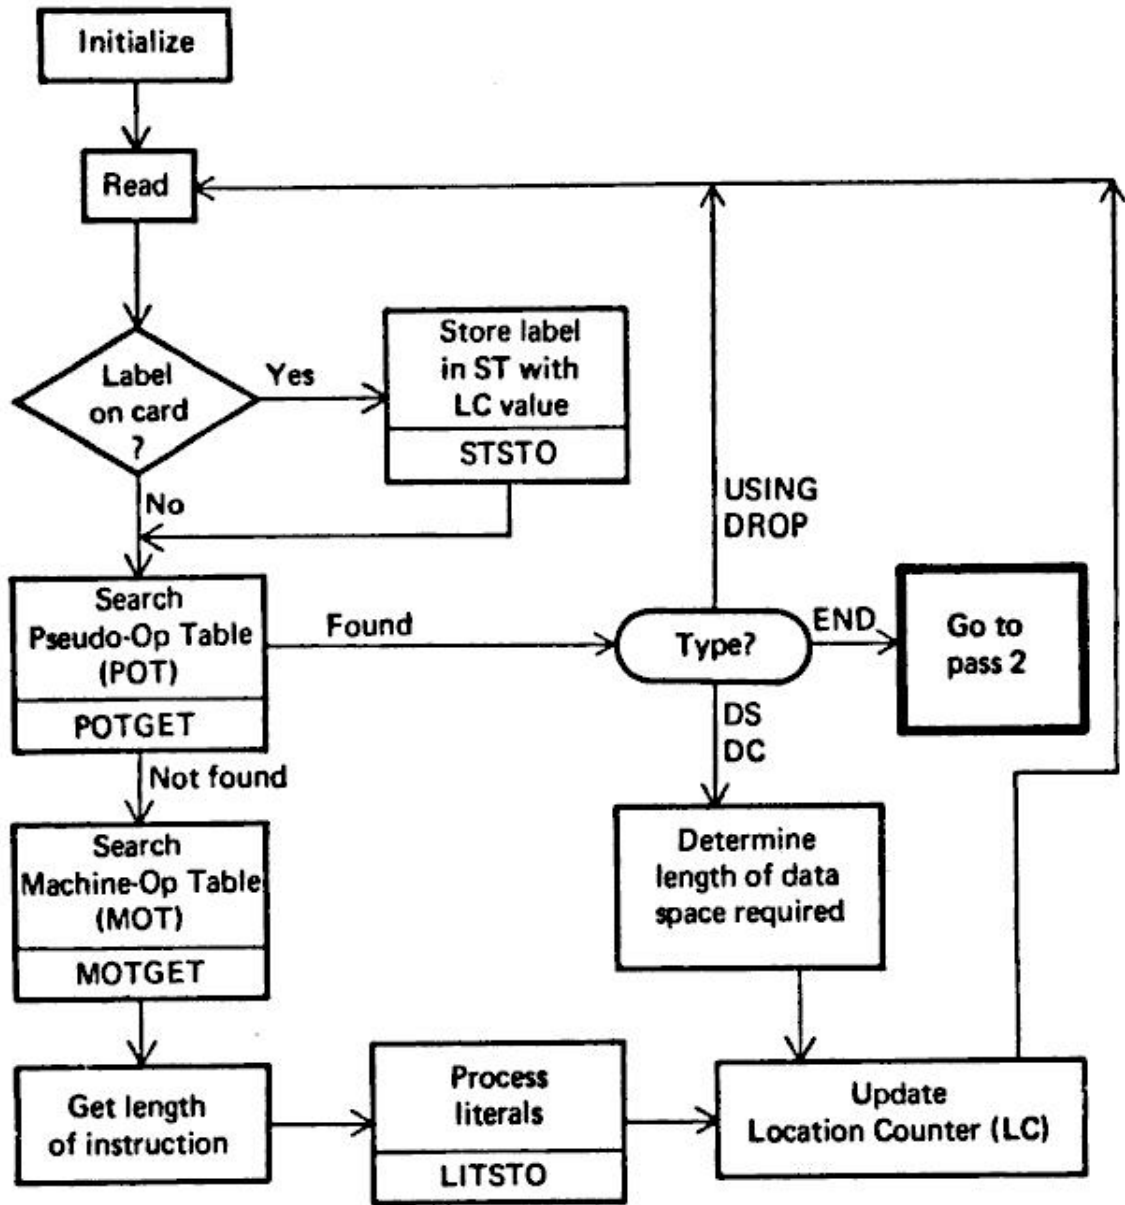 Initialize
Read
Label
on card
?
Yes
No
Store label
in ST with
LC value
STSTO
Search
Pseudo-Op Table
(POT)
POTGET
Found
Not found
Type?
USING
DROP
END
Go to
pass 2
DS
DC
Determine
length of data
space required
Search
Machine-Op Table
(MOT)
MOTGET
Get length
of instruction
Process
literals
LITSTO
Update
Location Counter (LC)